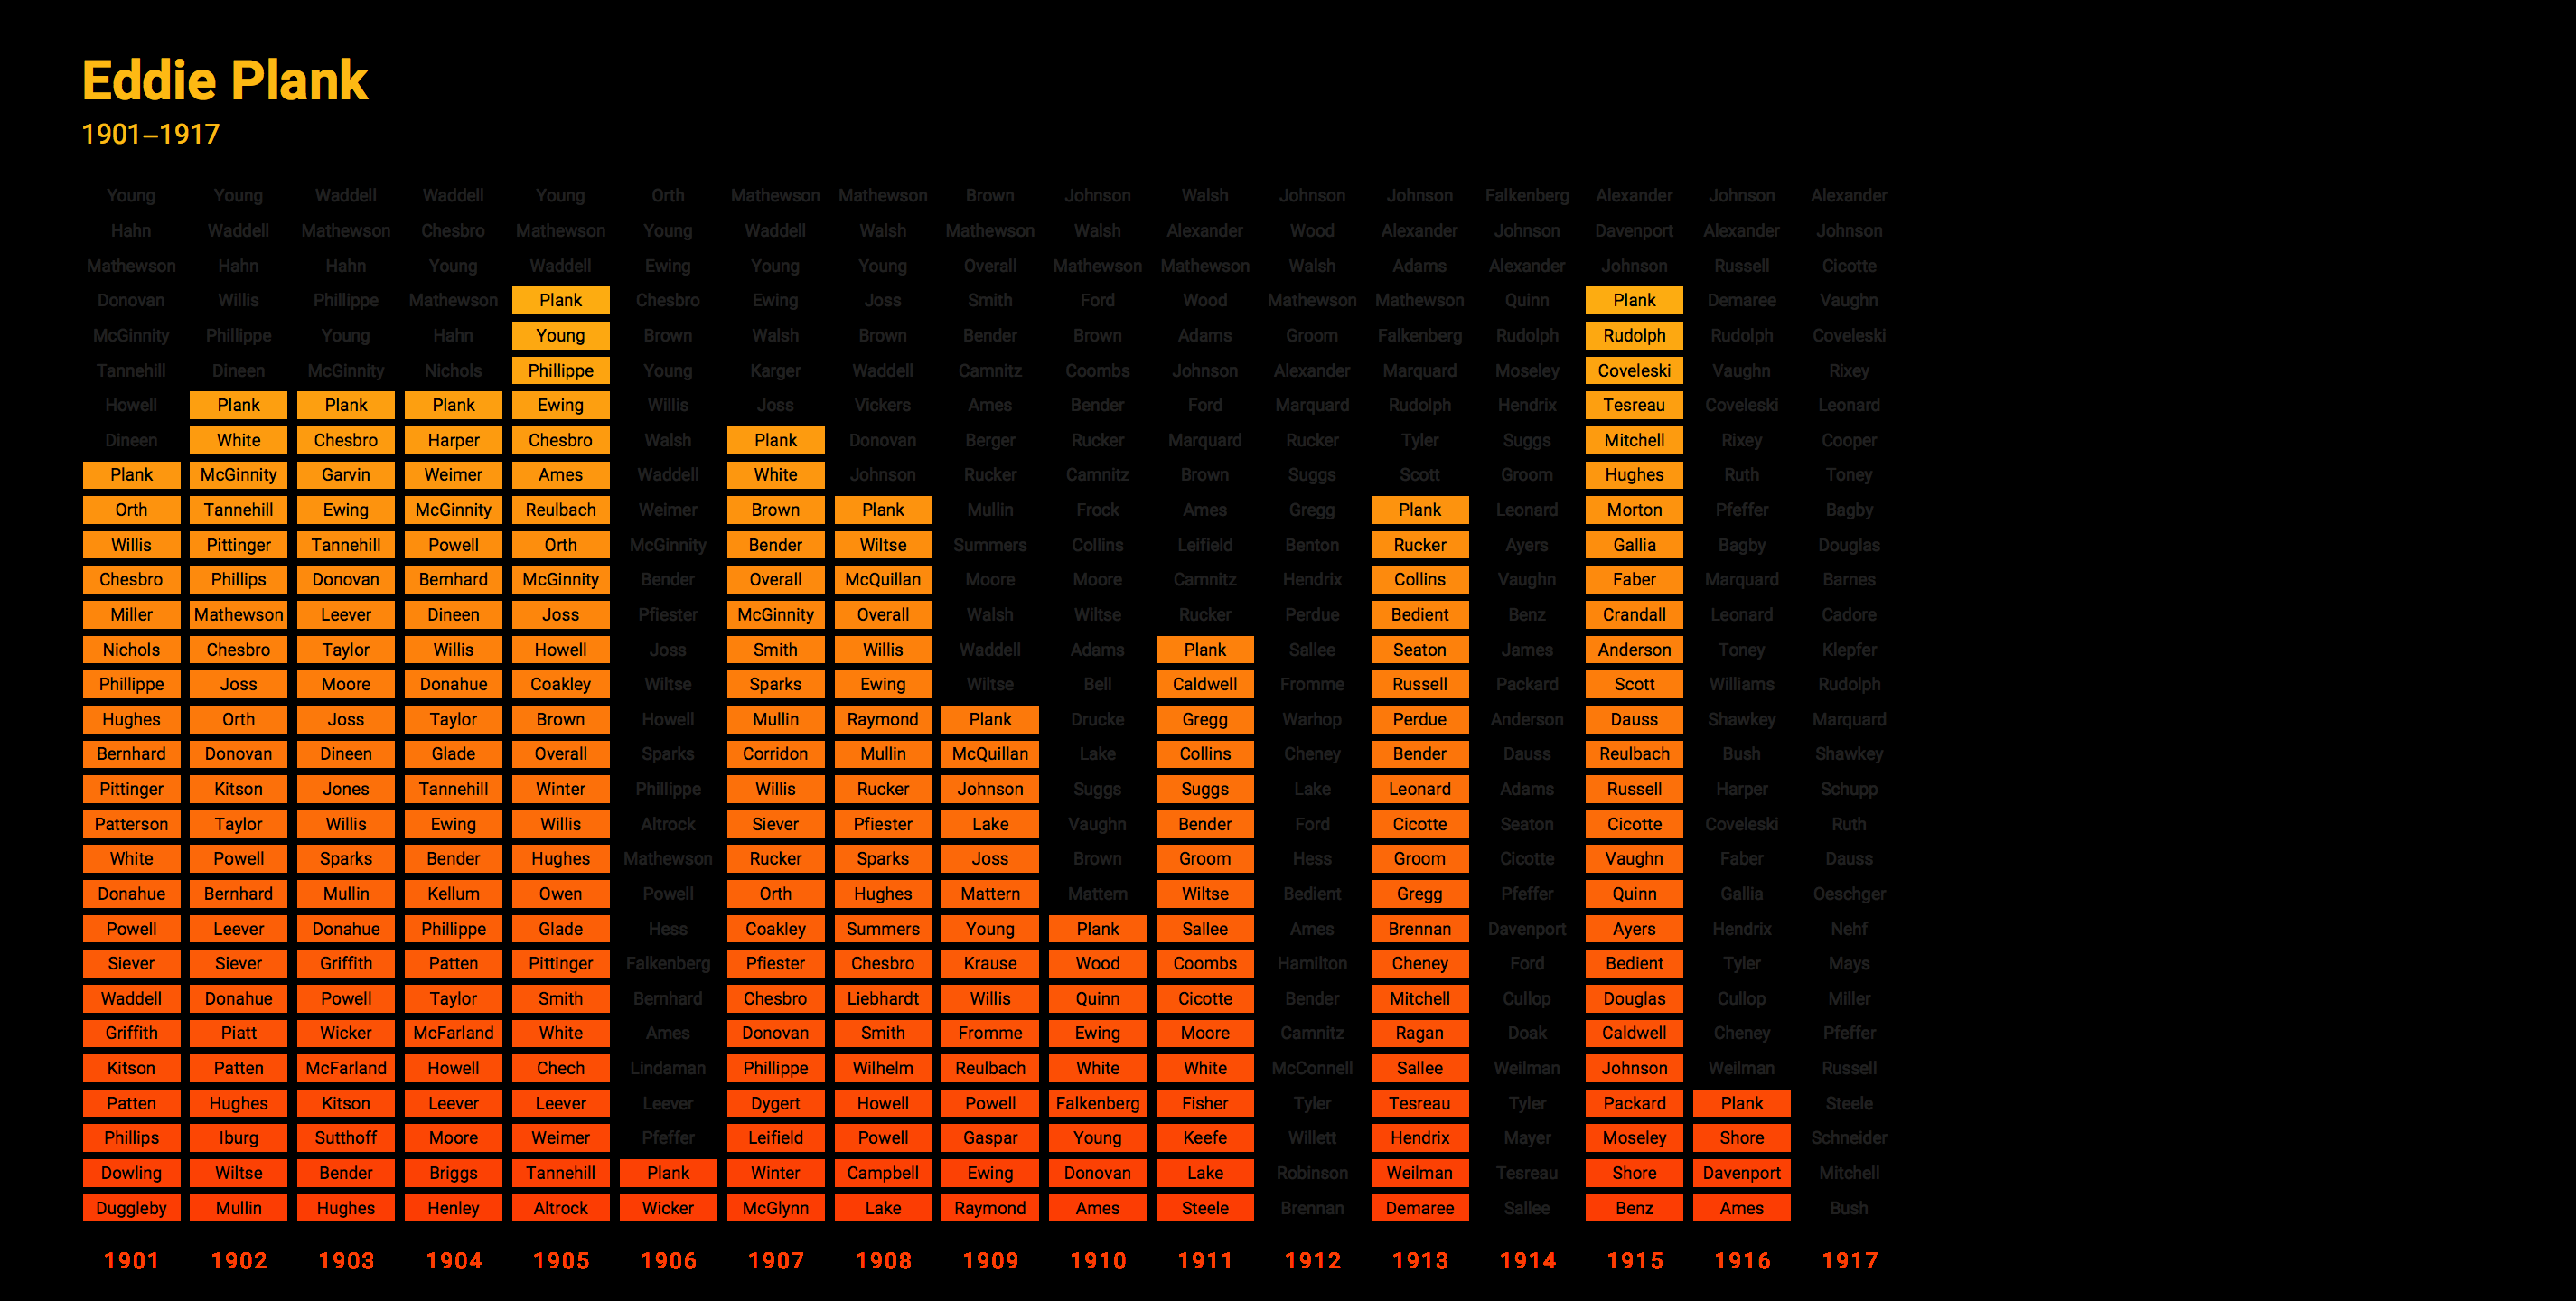 Eddie Plank
1901–1917
Young Young Waddell Waddell Young Orth Mathewson Mathewson Brown Johnson Walsh Johnson Johnson Falkenberg Alexander Johnson Alexander
Hahn Waddell Mathewson Chesbro Mathewson Young Waddell Walsh Mathewson Walsh Alexander Wood Alexander Johnson Davenport Alexander Johnson
Mathewson Hahn Hahn Young Waddell Ewing Young Young Overall Mathewson Mathewson Walsh Adams Alexander Johnson Russell Cicotte
Donovan Willis Phillippe Mathewson Plank Chesbro Ewing Joss Smith Ford Wood Mathewson Mathewson Quinn Plank Demaree Vaughn
McGinnity Phillippe Young Hahn Young Brown Walsh Brown Bender Brown Adams Groom Falkenberg Rudolph Rudolph Rudolph Coveleski
Tannehill Dineen McGinnity Nichols Phillippe Young Karger Waddell Camnitz Coombs Johnson Alexander Marquard Moseley Coveleski Vaughn Rixey
Howell Plank Plank Plank Ewing Willis Joss Vickers Ames Bender Ford Marquard Rudolph Hendrix Tesreau Coveleski Leonard
Dineen White Chesbro Harper Chesbro Walsh Plank Donovan Berger Rucker Marquard Rucker Tyler Suggs Mitchell Rixey Cooper
Plank McGinnity Garvin Weimer Ames Waddell White Johnson Rucker Camnitz Brown Suggs Scott Groom Hughes Ruth Toney
Orth Tannehill Ewing McGinnity Reulbach Weimer Brown Plank Mullin Frock Ames Gregg Plank Leonard Morton Pfeffer Bagby
Willis Pittinger Tannehill Powell Orth McGinnity Bender Wiltse Summers Collins Leifield Benton Rucker Ayers Gallia Bagby Douglas
Chesbro Phillips Donovan Bernhard McGinnity Bender Overall McQuillan Moore Moore Camnitz Hendrix Collins Vaughn Faber Marquard Barnes
Miller Mathewson Leever Dineen Joss Pfiester McGinnity Overall Walsh Wiltse Rucker Perdue Bedient Benz Crandall Leonard Cadore
Nichols Chesbro Taylor Willis Howell Joss Smith Willis Waddell Adams Plank Sallee Seaton James Anderson Toney Klepfer
Phillippe Joss Moore Donahue Coakley Wiltse Sparks Ewing Wiltse Bell Caldwell Fromme Russell Packard Scott Williams Rudolph
Hughes Orth Joss Taylor Brown Howell Mullin Raymond Plank Drucke Gregg Warhop Perdue Anderson Dauss Shawkey Marquard
Bernhard Donovan Dineen Glade Overall Sparks Corridon Mullin McQuillan Lake Collins Cheney Bender Dauss Reulbach Bush Shawkey
Pittinger Kitson Jones Tannehill Winter Phillippe Willis Rucker Johnson Suggs Suggs Lake Leonard Adams Russell Harper Schupp
Patterson Taylor Willis Ewing Willis Altrock Siever Pfiester Lake Vaughn Bender Ford Cicotte Seaton Cicotte Coveleski Ruth
White Powell Sparks Bender Hughes Mathewson Rucker Sparks Joss Brown Groom Hess Groom Cicotte Vaughn Faber Dauss
Donahue Bernhard Mullin Kellum Owen Powell Orth Hughes Mattern Mattern Wiltse Bedient Gregg Pfeffer Quinn Gallia Oeschger
Powell Leever Donahue Phillippe Glade Hess Coakley Summers Young Plank Sallee Ames Brennan Davenport Ayers Hendrix Nehf
Siever Siever Griffith Patten Pittinger Falkenberg Pfiester Chesbro Krause Wood Coombs Hamilton Cheney Ford Bedient Tyler Mays
Waddell Donahue Powell Taylor Smith Bernhard Chesbro Liebhardt Willis Quinn Cicotte Bender Mitchell Cullop Douglas Cullop Miller
Griffith Piatt Wicker McFarland White Ames Donovan Smith Fromme Ewing Moore Camnitz Ragan Doak Caldwell Cheney Pfeffer
Kitson Patten McFarland Howell Chech Lindaman Phillippe Wilhelm Reulbach White White McConnell Sallee Weilman Johnson Weilman Russell
Patten Hughes Kitson Leever Leever Leever Dygert Howell Powell Falkenberg Fisher Tyler Tesreau Tyler Packard Plank Steele
Phillips Iburg Sutthoff Moore Weimer Pfeffer Leifield Powell Gaspar Young Keefe Willett Hendrix Mayer Moseley Shore Schneider
Dowling Wiltse Bender Briggs Tannehill Plank Winter Campbell Ewing Donovan Lake Robinson Weilman Tesreau Shore Davenport Mitchell
Duggleby Mullin Hughes Henley Altrock Wicker McGlynn Lake Raymond Ames Steele Brennan Demaree Sallee Benz Ames Bush
1901 1902 1903 1904 1905 1906 1907 1908 1909 1910 1911 1912 1913 1914 1915 1916 1917